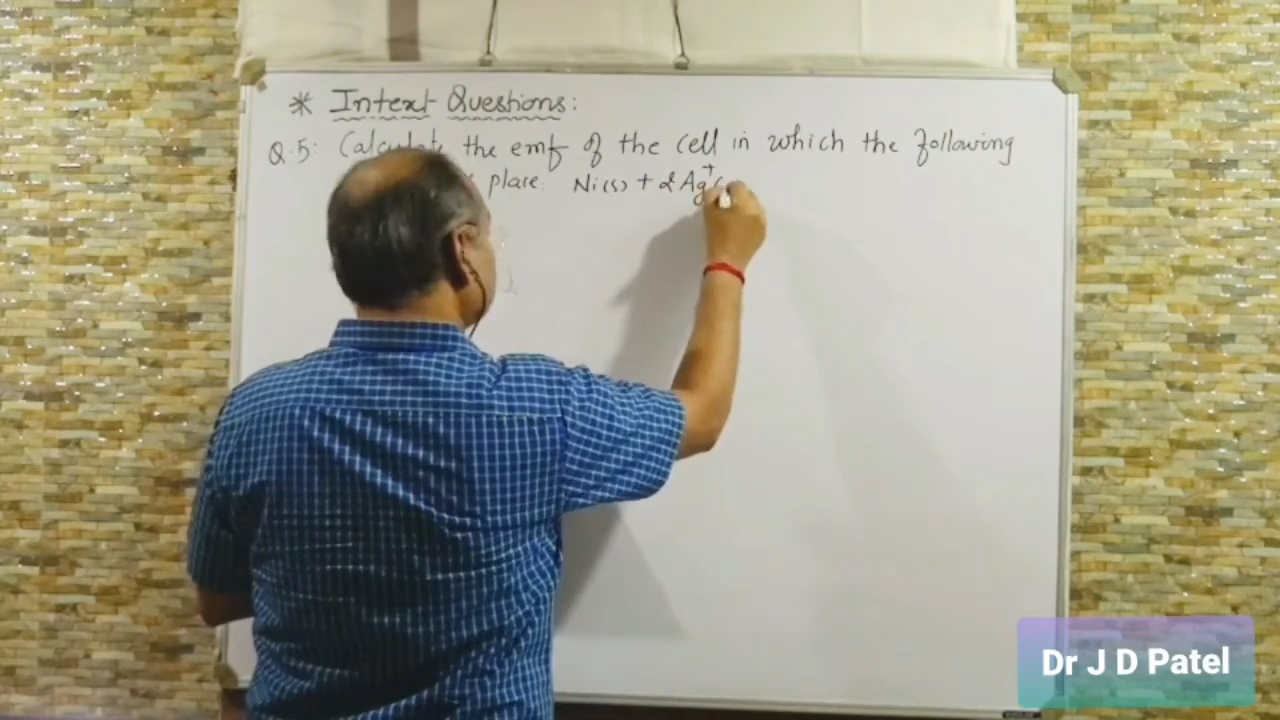 * Intext Questions:
Q.5: Calculate the emf of the cell in which the following
place: Ni(s) + 2Ag⁺(
Dr J D Patel